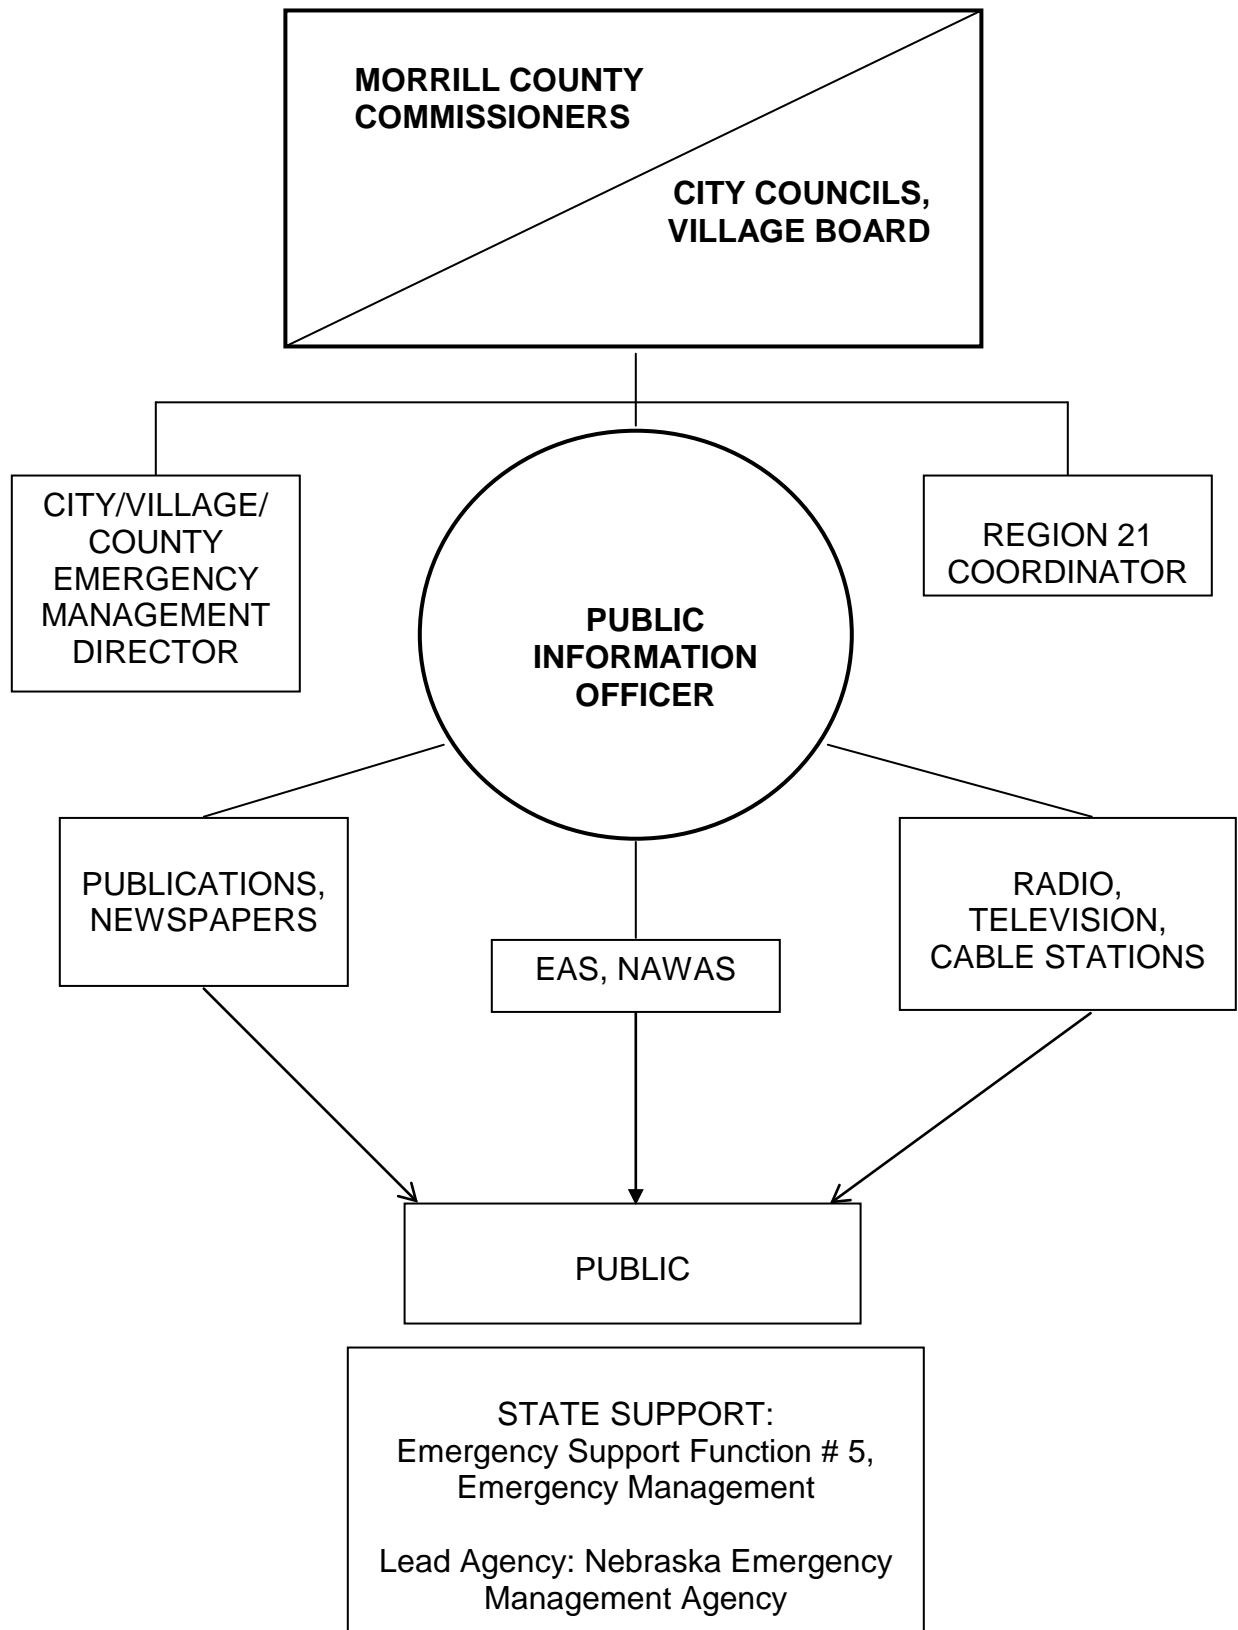 MORRILL COUNTY
COMMISSIONERS
CITY COUNCILS,
VILLAGE BOARD
CITY/VILLAGE/
COUNTY
EMERGENCY
MANAGEMENT
DIRECTOR
PUBLIC
INFORMATION
OFFICER
REGION 21
COORDINATOR
PUBLICATIONS,
NEWSPAPERS
EAS, NAWAS
RADIO,
TELEVISION,
CABLE STATIONS
PUBLIC
STATE SUPPORT:
Emergency Support Function # 5,
Emergency Management
Lead Agency: Nebraska Emergency
Management Agency